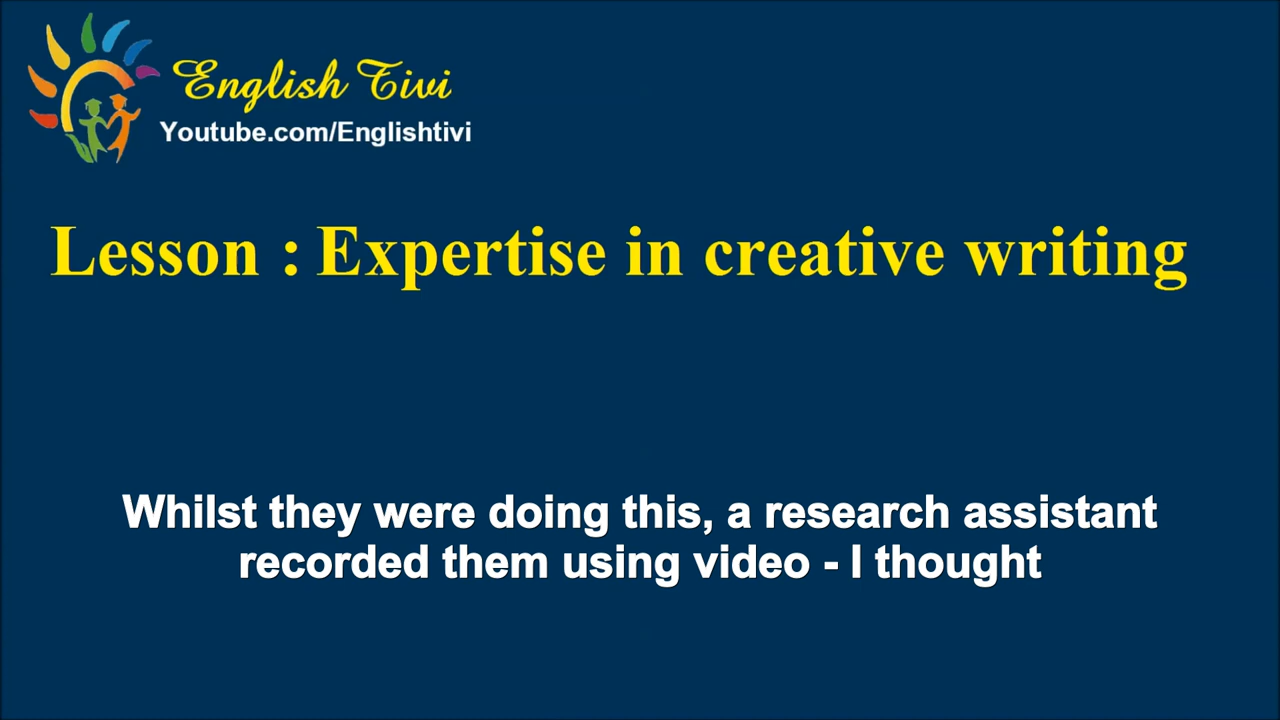 English Tivi
Youtube.com/Englishtivi
Lesson : Expertise in creative writing
Whilst they were doing this, a research assistant
recorded them using video - I thought